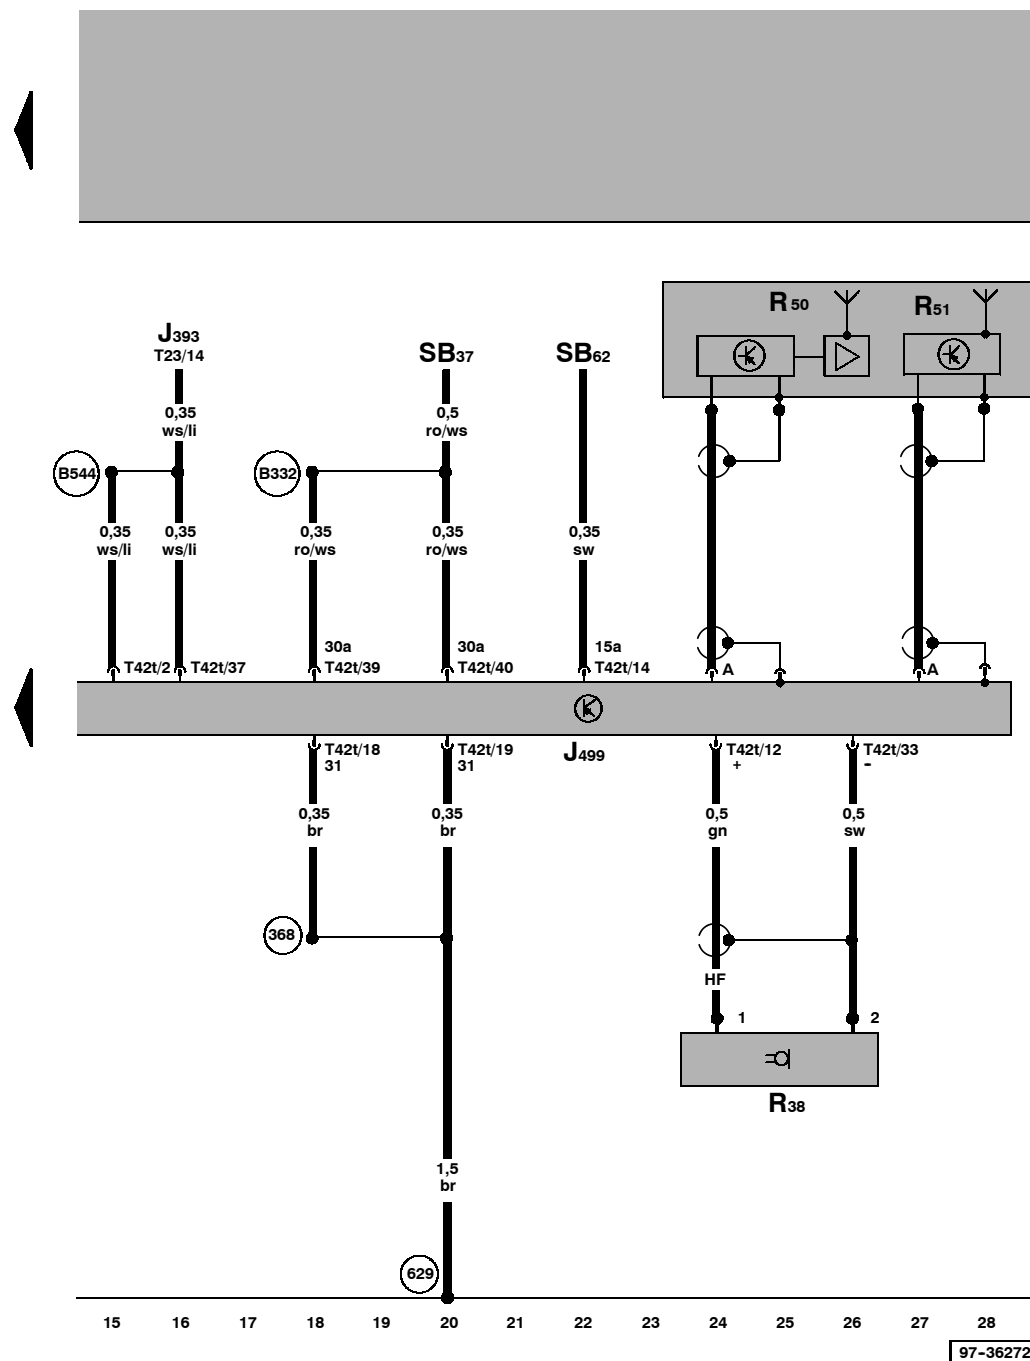 R50
R51
J393
T23/14
SB37
SB62
0,35
ws/li
0,5
ro/ws
B544
B332
0,35
ws/li
0,35
ws/li
0,35
ro/ws
0,35
ro/ws
0,35
sw
30a
30a
15a
T42t/2
T42t/37
T42t/39
T42t/40
T42t/14
A
A
J499
T42t/18
31
T42t/19
31
T42t/12
+
T42t/33
-
0,35
br
0,35
br
0,5
gn
0,5
sw
368
HF
1
2
R38
1,5
br
629
15 16 17 18 19 20 21 22 23 24 25 26 27 28
97-36272